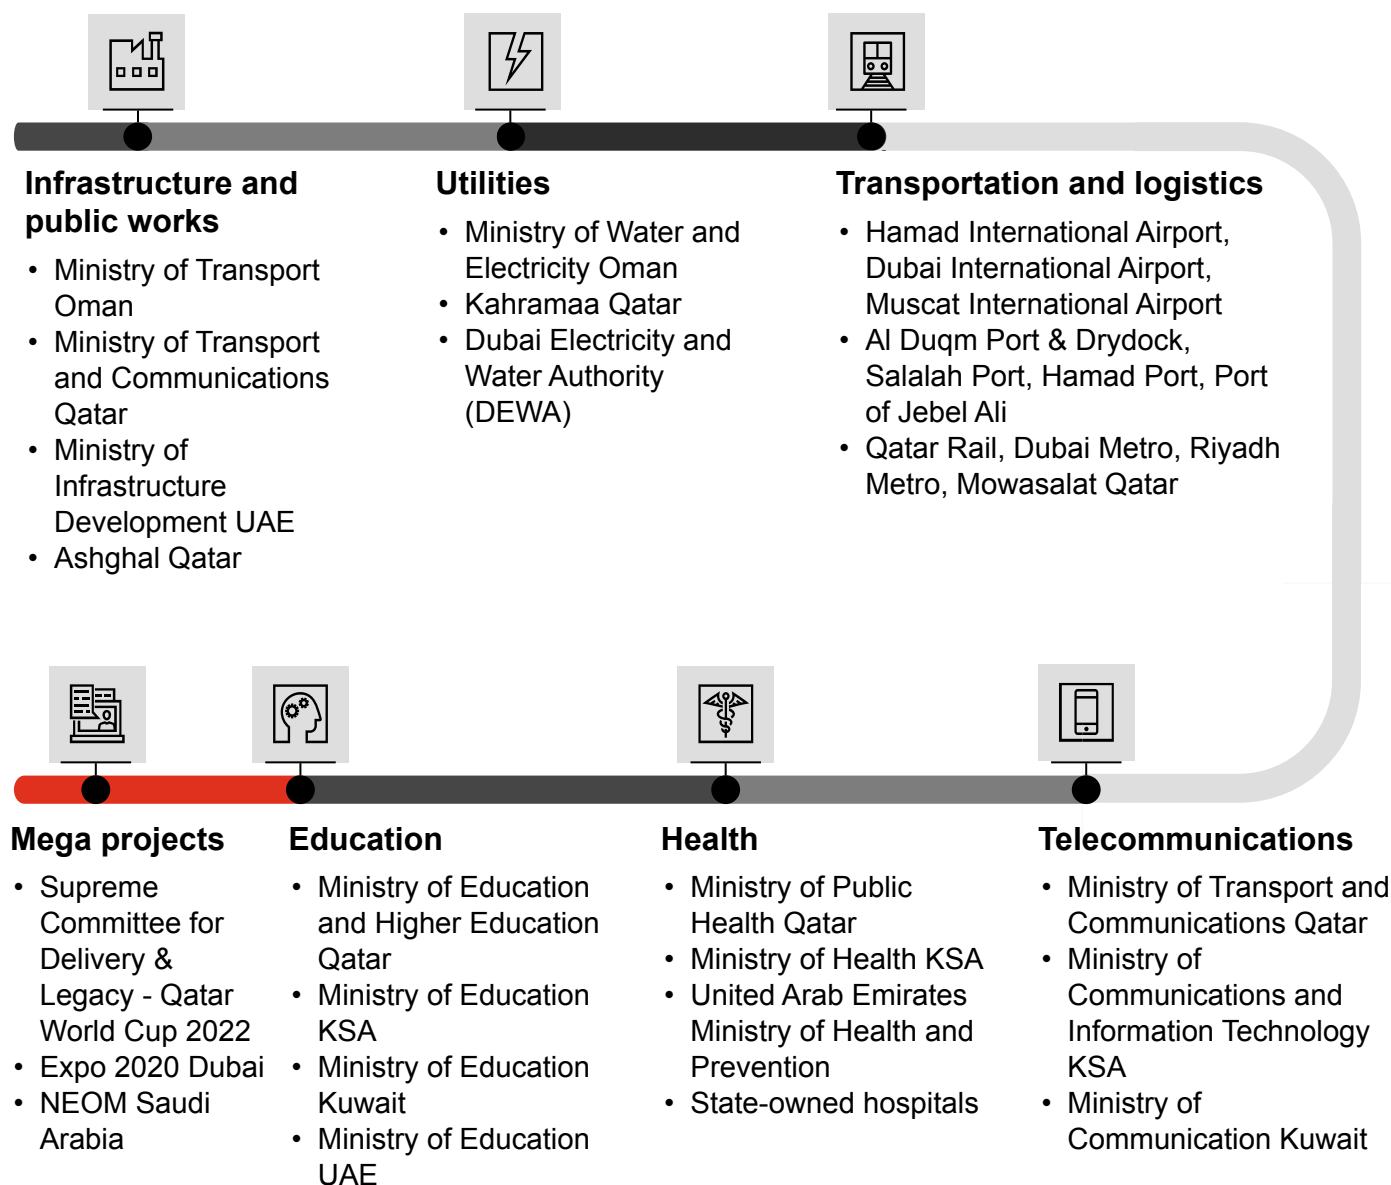 Infrastructure and
public works
• Ministry of Transport
Oman
• Ministry of Transport
and Communications
Qatar
• Ministry of
Infrastructure
Development UAE
• Ashghal Qatar
Utilities
• Ministry of Water and
Electricity Oman
• Kahramaa Qatar
• Dubai Electricity and
Water Authority
(DEWA)
Transportation and logistics
• Hamad International Airport,
Dubai International Airport,
Muscat International Airport
• Al Duqm Port & Drydock,
Salalah Port, Hamad Port, Port
of Jebel Ali
• Qatar Rail, Dubai Metro, Riyadh
Metro, Mowasalat Qatar
Mega projects
• Supreme
Committee for
Delivery &
Legacy - Qatar
World Cup 2022
• Expo 2020 Dubai
• NEOM Saudi
Arabia
Education
• Ministry of Education
and Higher Education
Qatar
• Ministry of Education
KSA
• Ministry of Education
Kuwait
• Ministry of Education
UAE
Health
• Ministry of Public
Health Qatar
• Ministry of Health KSA
• United Arab Emirates
Ministry of Health and
Prevention
• State-owned hospitals
Telecommunications
• Ministry of Transport and
Communications Qatar
• Ministry of
Communications and
Information Technology
KSA
• Ministry of
Communication Kuwait